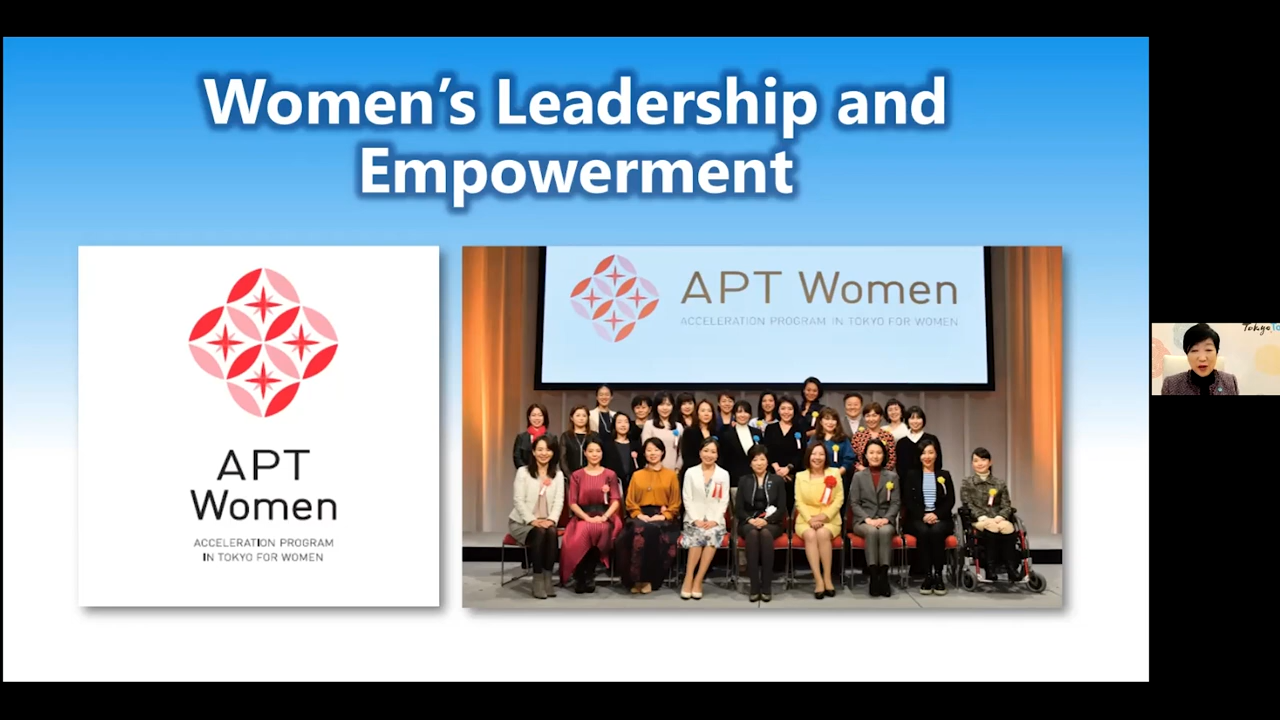 Women's Leadership and
Empowerment
APT
Women
ACCELERATION PROGRAM
IN TOKYO FOR WOMEN
APT Women
ACCELERATION PROGRAM IN TOKYO FOR WOMEN
Tokyo